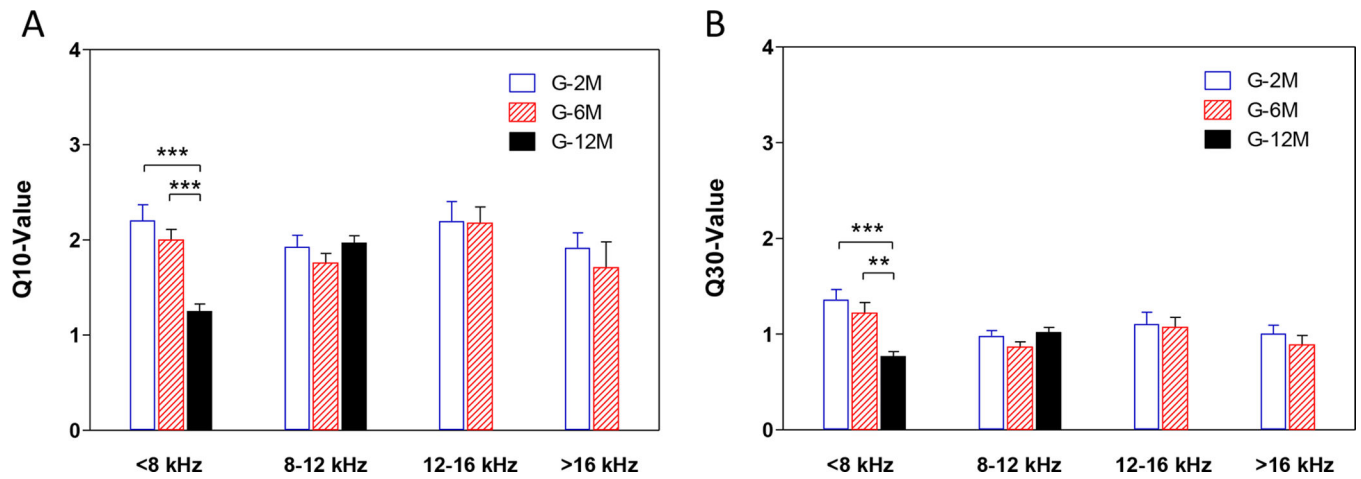 A
Q10-Value
4
3
2
1
0
G-2M
G-6M
G-12M
***
***
<8 kHz 8-12 kHz 12-16 kHz >16 kHz
B
Q30-Value
4
3
2
1
0
G-2M
G-6M
G-12M
***
**
<8 kHz 8-12 kHz 12-16 kHz >16 kHz